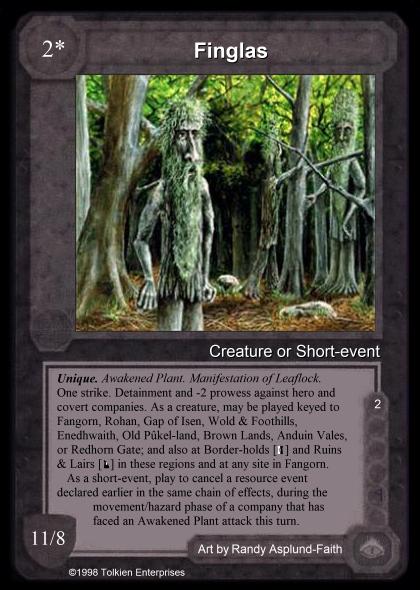 2*
Finglas
Creature or Short-event
Unique. Awakened Plant. Manifestation of Leaflock.
One strike. Detainment and -2 prowess against hero and
covert companies. As a creature, may be played keyed to
Fangorn, Rohan, Gap of Isen, Wold & Foothills,
Enedhwaith, Old Pûkel-land, Brown Lands, Anduin Vales,
or Redhorn Gate; and also at Border-holds [] and Ruins
& Lairs [] in these regions and at any site in Fangorn.
As a short-event, play to cancel a resource event
declared earlier in the same chain of effects, during the
movement/hazard phase of a company that has
faced an Awakened Plant attack this turn.
2
11/8
Art by Randy Asplund-Faith
©1998 Tolkien Enterprises